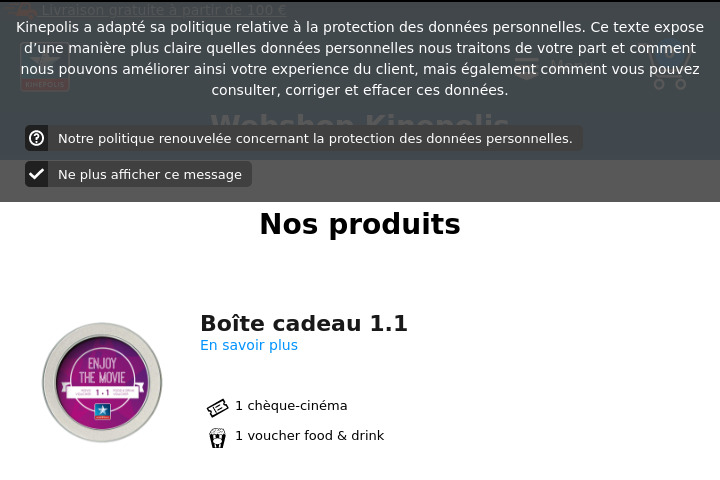 Livraison gratuite à partir de 100 €
Kinepolis a adapté sa politique relative à la protection des données personnelles. Ce texte expose
d’une manière plus claire quelles données personnelles nous traitons de votre part et comment
nous pouvons améliorer ainsi votre experience du client, mais également comment vous pouvez
consulter, corriger et effacer ces données.
KINEPOLIS
Menu
Webshop Kinepolis
Notre politique renouvelée concernant la protection des données personnelles.
Ne plus afficher ce message
Nos produits
Boîte cadeau 1.1
En savoir plus
ENJOY
THE MOVIE
1+1
1 chèque-cinéma
1 voucher food & drink